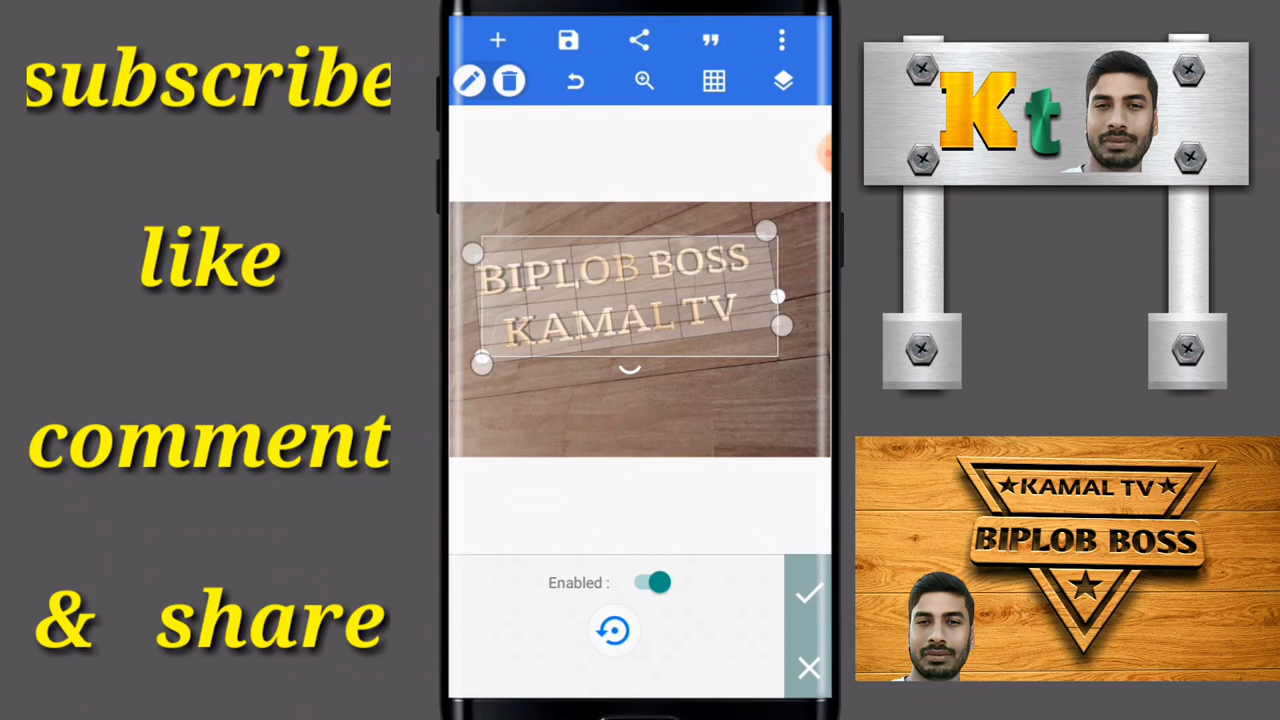 subscribe
like
comment
& share
BIPLOB BOSS
KAMAL TV
Enabled :
Kt
KAMAL TV
BIPLOB BOSS